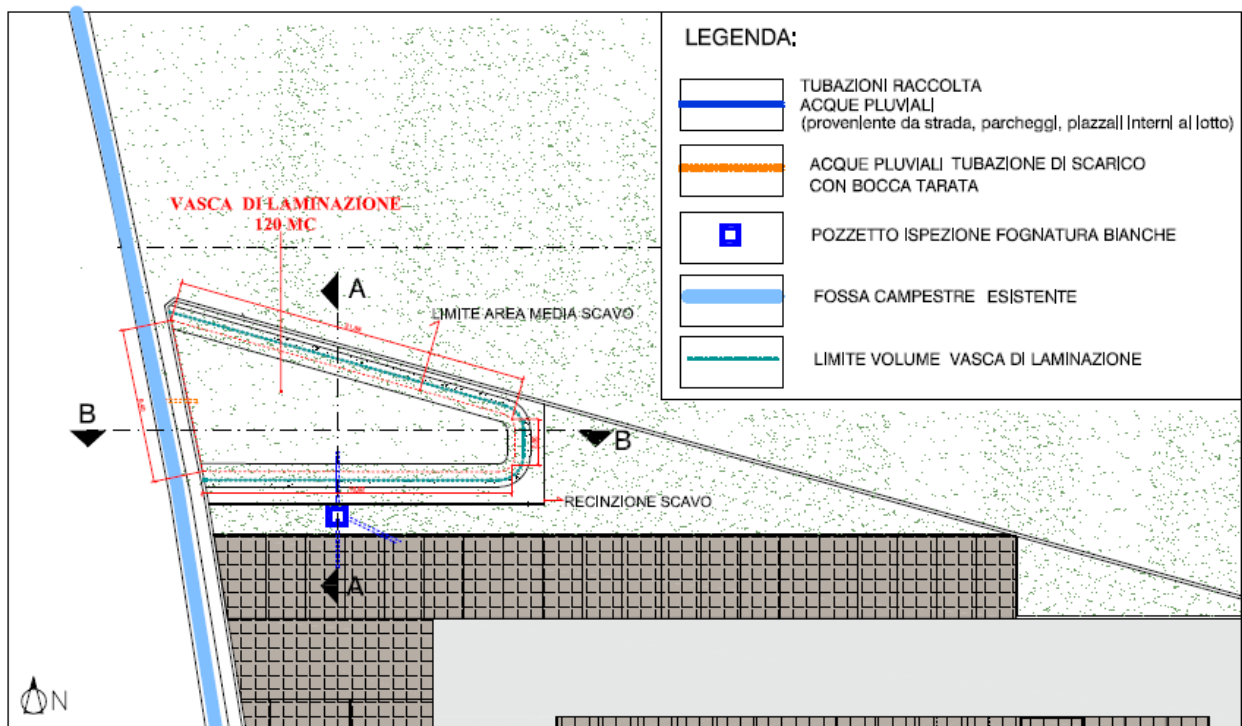 LEGENDA:
TUBAZIONI RACCOLTA
ACQUE PLUVIALI
(proveniente da strada, parcheggi, piazzali interni al lotto)
ACQUE PLUVIALI TUBAZIONE DI SCARICO
CON BOCCA TARATA
POZZETTO ISPEZIONE FOGNATURA BIANCHE
FOSSA CAMPESTRE ESISTENTE
LIMITE VOLUME VASCA DI LAMINAZIONE
VASCA DI LAMINAZIONE
120 MC
A
LIMITE AREA MEDIA SCAVO
B
B
RECINZIONE SCAVO
A
N